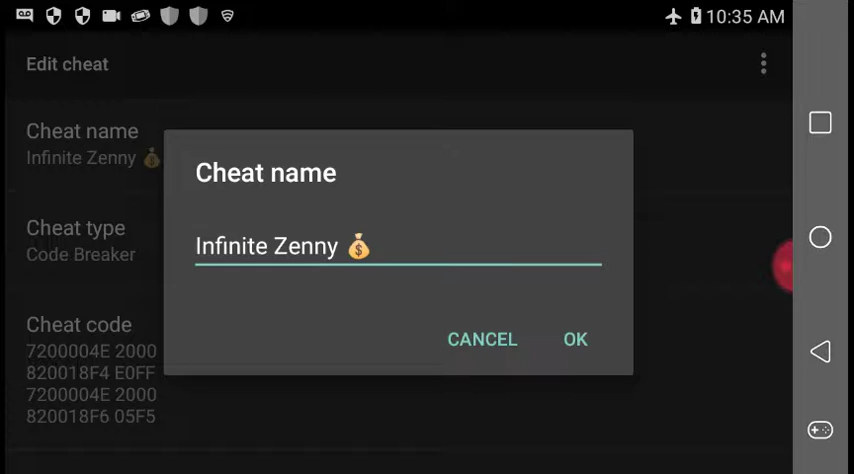 10:35 AM
Edit cheat
Cheat name
Infinite Zenny 💰
Cheat type
Code Breaker
Cheat code
7200004E 2000
820018F4 E0FF
7200004E 2000
820018F6 05F5
Cheat name
Infinite Zenny 💰
CANCEL OK